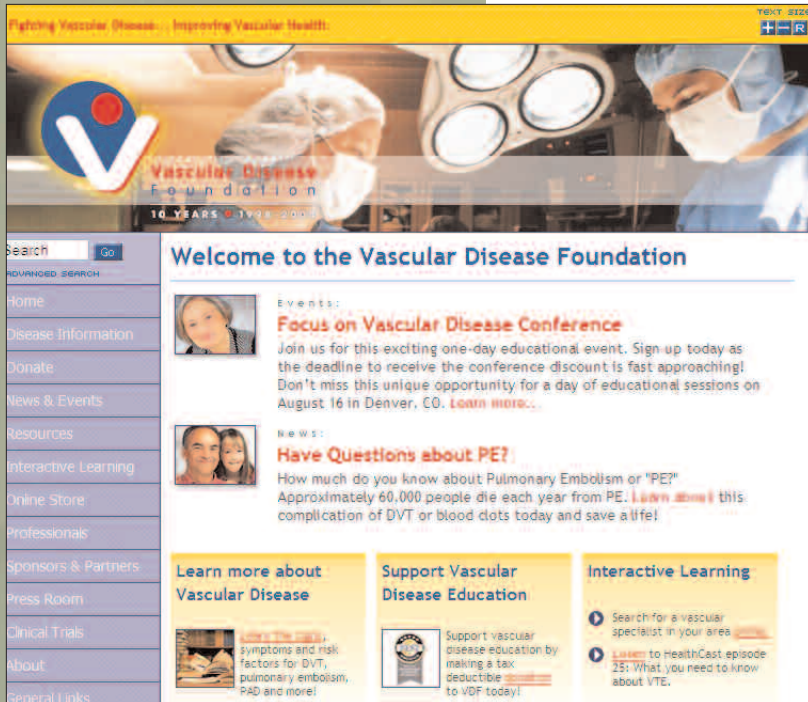 Fighting Vascular Disease... Improving Vascular Health.
TEXT SIZE
+ - R
Vascular Disease
Foundation
10 YEARS 1998-2008
Search Go
ADVANCED SEARCH
Home
Disease Information
Donate
News & Events
Resources
Interactive Learning
Online Store
Professionals
Sponsors & Partners
Press Room
Clinical Trials
About
General Links
Welcome to the Vascular Disease Foundation
Events:
Focus on Vascular Disease Conference
Join us for this exciting one-day educational event. Sign up today as
the deadline to receive the conference discount is fast approaching!
Don't miss this unique opportunity for a day of educational sessions on
August 16 in Denver, CO. Learn more...
News:
Have Questions about PE?
How much do you know about Pulmonary Embolism or "PE?"
Approximately 60,000 people die each year from PE. Learn about this
complication of DVT or blood clots today and save a life!
Learn more about
Vascular Disease
symptoms and risk
factors for DVT,
pulmonary embolism,
PAD and more!
Support Vascular
Disease Education
Support vascular
disease education by
making a tax
deductible donation
to VDF today!
Interactive Learning
Search for a vascular
specialist in your area
Listen to HealthCast episode
25: What you need to know
about VTE.